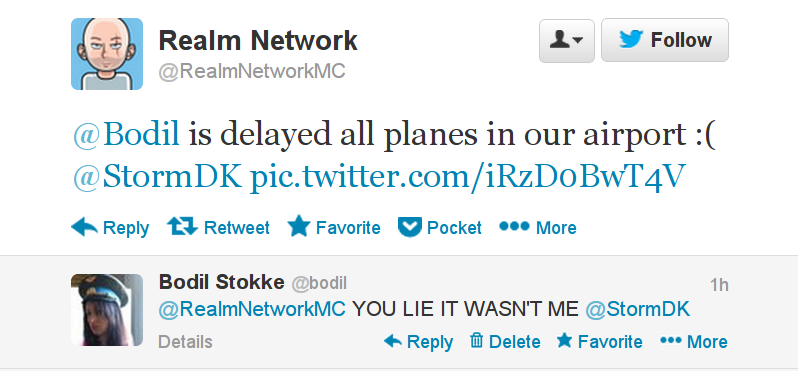 Realm Network
@RealmNetworkMC
Follow
@Bodil is delayed all planes in our airport :(
@StormDK pic.twitter.com/iRzD0BwT4V
Reply Retweet Favorite Pocket More
Bodil Stokke @bodil 1h
@RealmNetworkMC YOU LIE IT WASN'T ME @StormDK
Details Reply Delete Favorite More